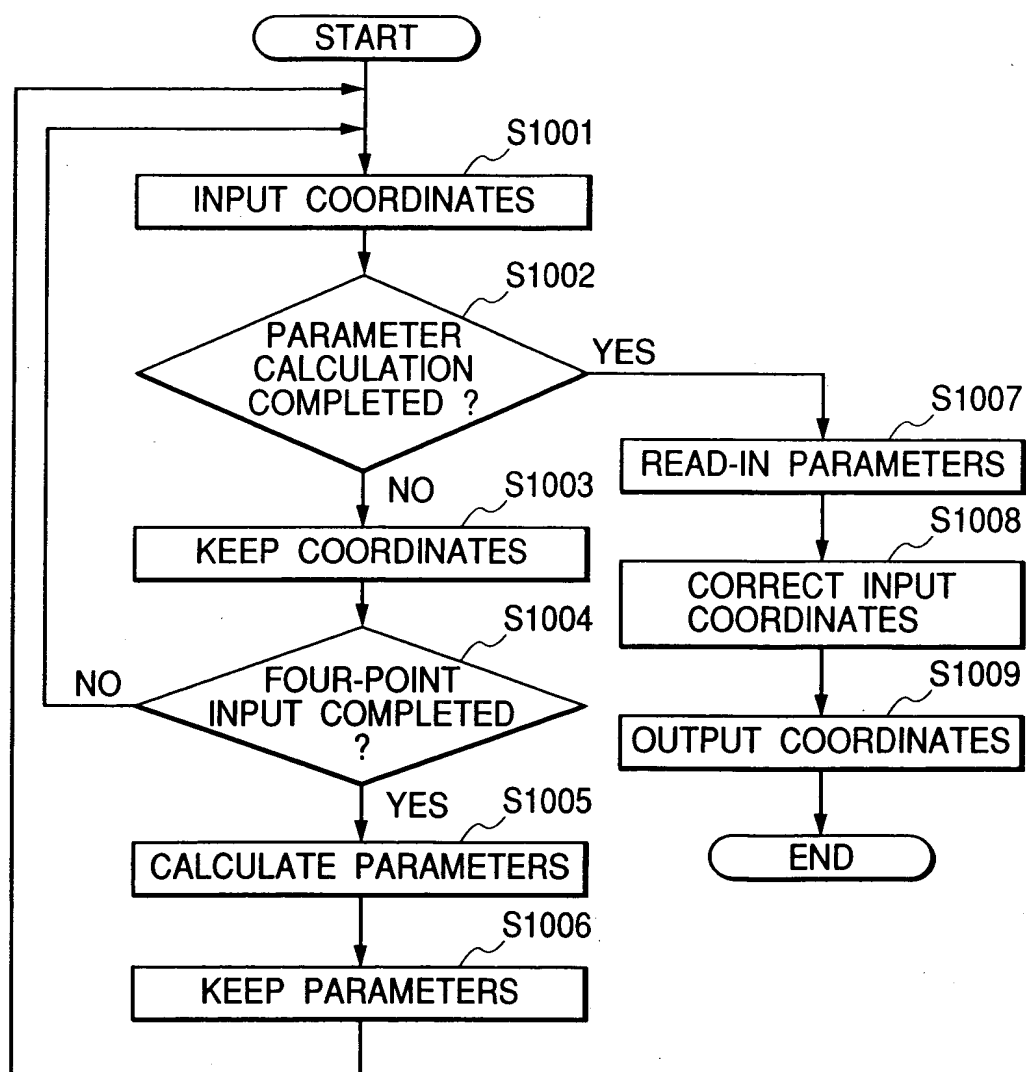 START
S1001
INPUT COORDINATES
S1002
PARAMETER
CALCULATION
COMPLETED ?
YES
NO
S1003
KEEP COORDINATES
S1004
FOUR-POINT
INPUT COMPLETED
?
NO
YES
S1005
CALCULATE PARAMETERS
S1006
KEEP PARAMETERS
S1007
READ-IN PARAMETERS
S1008
CORRECT INPUT
COORDINATES
S1009
OUTPUT COORDINATES
END